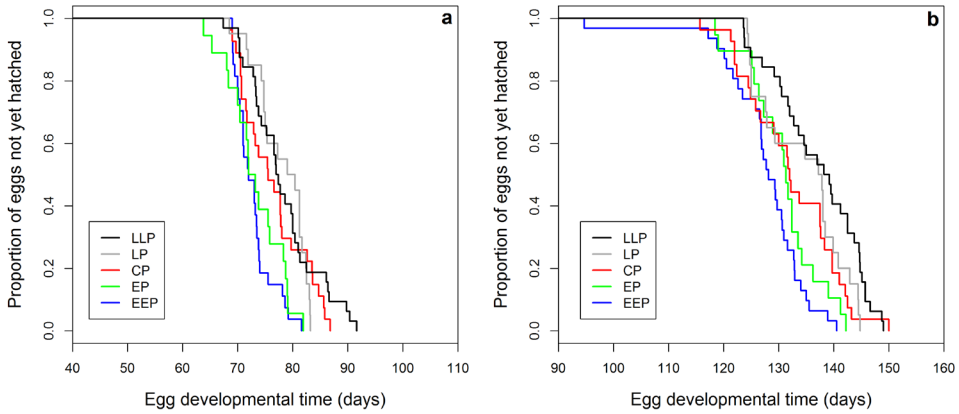 a
Proportion of eggs not yet hatched
1.0
0.8
0.6
0.4
0.2
0.0
LLP
LP
CP
EP
EEP
40 50 60 70 80 90 100 110
Egg developmental time (days)
b
Proportion of eggs not yet hatched
1.0
0.8
0.6
0.4
0.2
0.0
LLP
LP
CP
EP
EEP
90 100 110 120 130 140 150 160
Egg developmental time (days)